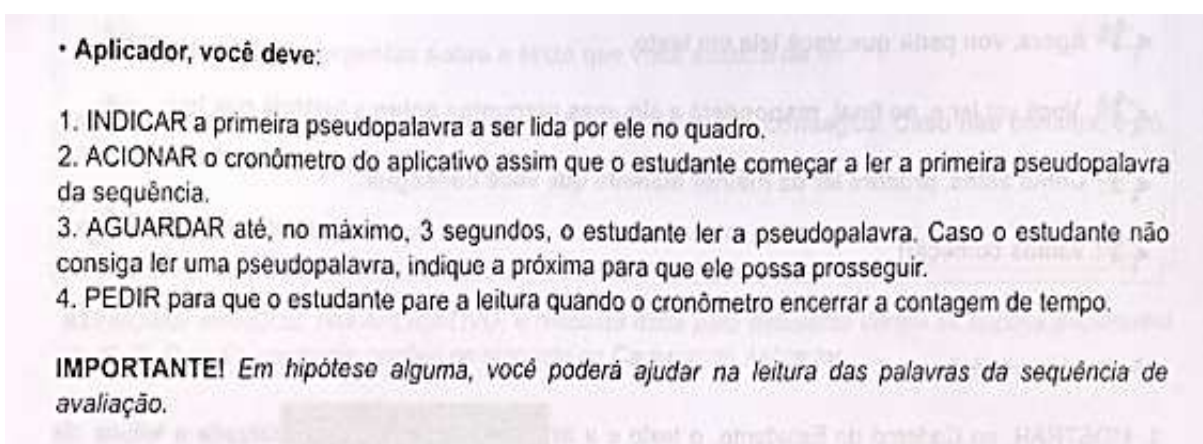 • Aplicador, você deve:
1. INDICAR a primeira pseudopalavra a ser lida por ele no quadro.
2. ACIONAR o cronômetro do aplicativo assim que o estudante começar a ler a primeira pseudopalavra
da sequência.
3. AGUARDAR até, no máximo, 3 segundos, o estudante ler a pseudopalavra. Caso o estudante não
consiga ler uma pseudopalavra, indique a próxima para que ele possa prosseguir.
4. PEDIR para que o estudante pare a leitura quando o cronômetro encerrar a contagem de tempo.
IMPORTANTE! Em hipótese alguma, você poderá ajudar na leitura das palavras da sequência de
avaliação.